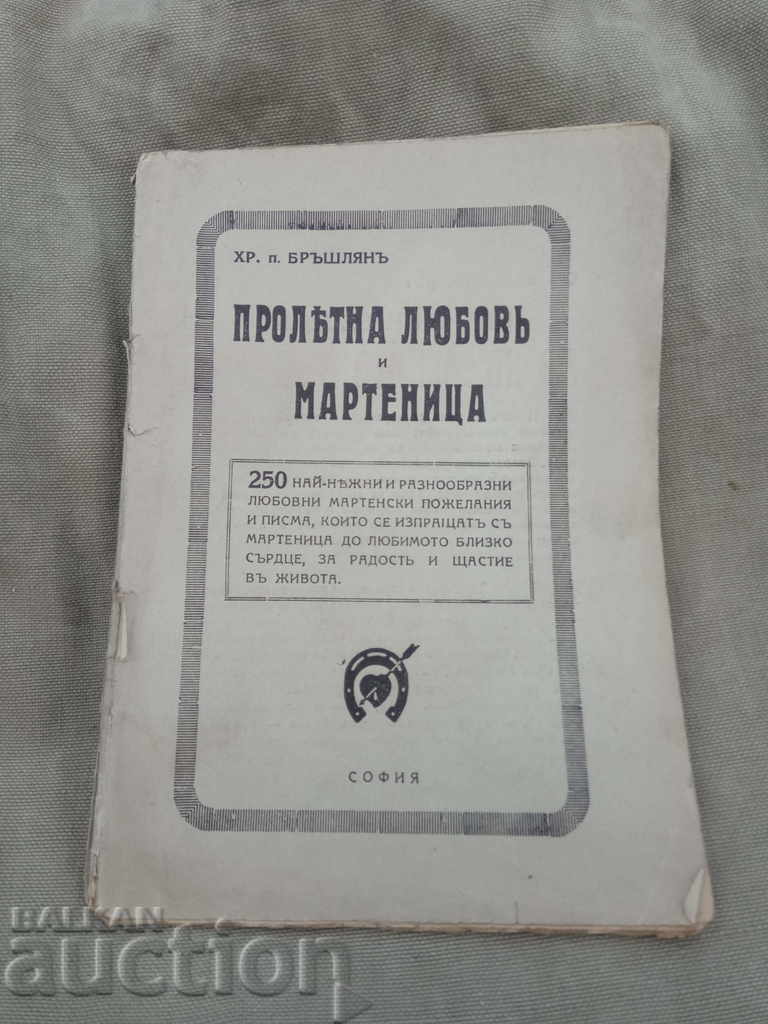 ХР. п. БРЪШЛЯНЪ
ПРОЛѢТНА ЛЮБОВЬ
и
МАРТЕНИЦА
250 НАЙ-НѢЖНИ И РАЗНООБРАЗНИ
ЛЮБОВНИ МАРТЕНСКИ ПОЖЕЛАНИЯ
И ПИСМА, КОИТО СЕ ИЗПРАЩАТЪ СЪ
МАРТЕНИЦА ДО ЛЮБИМОТО БЛИЗКО
СЪРДЦЕ, ЗА РАДОСТЬ И ЩАСТИЕ
ВЪ ЖИВОТА.
СОФИЯ
BALKAN
auction